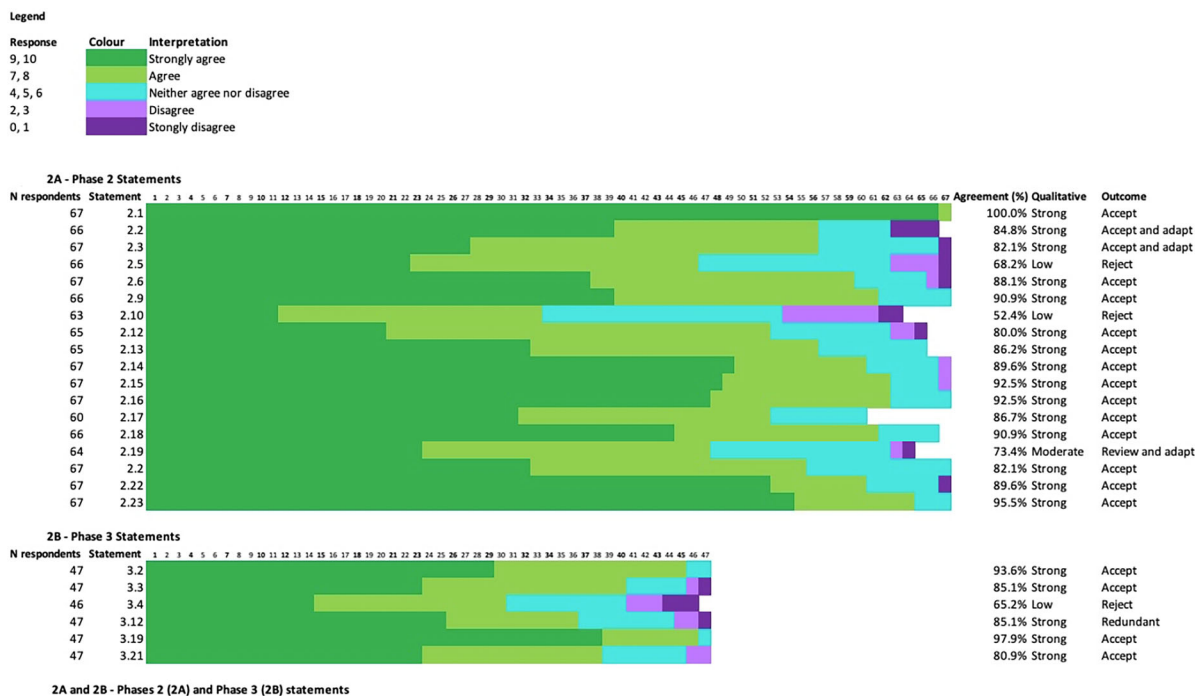 Legend
Response Colour Interpretation
9, 10 Strongly agree
7, 8 Agree
4, 5, 6 Neither agree nor disagree
2, 3 Disagree
0, 1 Stongly disagree
2A - Phase 2 Statements
N respondents Statement 1 2 3 4 5 6 7 8 9 10 11 12 13 14 15 16 17 18 19 20 21 22 23 24 25 26 27 28 29 30 31 32 33 34 35 36 37 38 39 40 41 42 43 44 45 46 47 48 49 50 51 52 53 54 55 56 57 58 59 60 61 62 63 64 65 66 67 Agreement (%) Qualitative Outcome
67 2.1 100.0% Strong Accept
66 2.2 84.8% Strong Accept and adapt
67 2.3 82.1% Strong Accept and adapt
66 2.5 68.2% Low Reject
67 2.6 88.1% Strong Accept
66 2.9 90.9% Strong Accept
63 2.10 52.4% Low Reject
65 2.12 80.0% Strong Accept
65 2.13 86.2% Strong Accept
67 2.14 89.6% Strong Accept
67 2.15 92.5% Strong Accept
67 2.16 92.5% Strong Accept
60 2.17 86.7% Strong Accept
66 2.18 90.9% Strong Accept
64 2.19 73.4% Moderate Review and adapt
67 2.2 82.1% Strong Accept
67 2.22 89.6% Strong Accept
67 2.23 95.5% Strong Accept
2B - Phase 3 Statements
N respondents Statement 1 2 3 4 5 6 7 8 9 10 11 12 13 14 15 16 17 18 19 20 21 22 23 24 25 26 27 28 29 30 31 32 33 34 35 36 37 38 39 40 41 42 43 44 45 46 47
47 3.2 93.6% Strong Accept
47 3.3 85.1% Strong Accept
46 3.4 65.2% Low Reject
47 3.12 85.1% Strong Redundant
47 3.19 97.9% Strong Accept
47 3.21 80.9% Strong Accept
2A and 2B - Phases 2 (2A) and Phase 3 (2B) statements